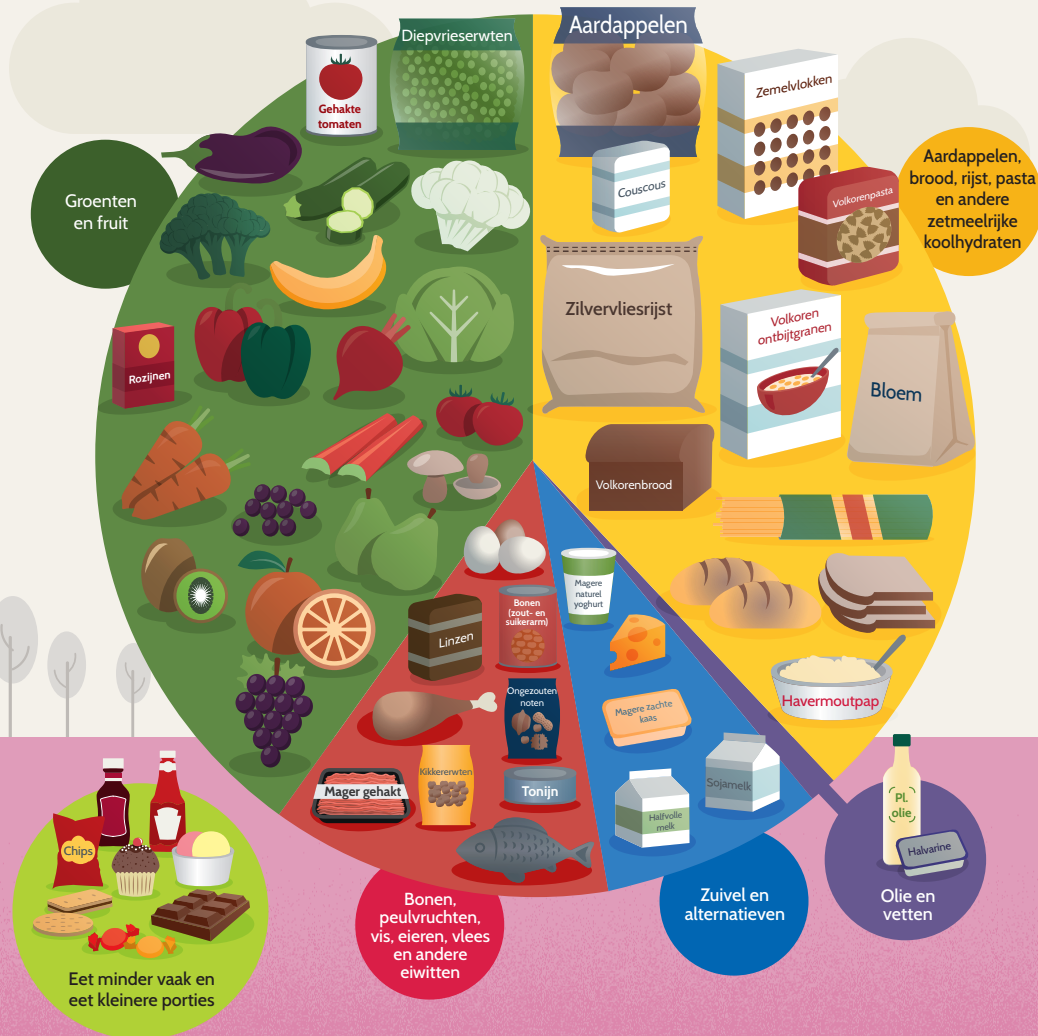 Diepvrieserwten
Aardappelen
Gehakte
tomaten
Zemelvlokken
Couscous
Volkorenpasta
Groenten
en fruit
Aardappelen,
brood, rijst, pasta
en andere
zetmeelrijke
koolhydraten
Zilvervliesrijst
Volkoren
ontbijtgranen
Rozijnen
Bloem
Volkorenbrood
Magere
naturel
yoghurt
Bonen
(zout- en
suikerarm)
Linzen
Ongezouten
noten
Magere zachte
kaas
Havermoutpap
Kikkererwten
Mager gehakt
Tonijn
Sojamelk
Halfvolle
melk
Pl.
olie
Halvarine
Chips
Bonen,
peulvruchten,
vis, eieren, vlees
en andere
eiwitten
Zuivel en
alternatieven
Olie en
vetten
Eet minder vaak en
eet kleinere porties